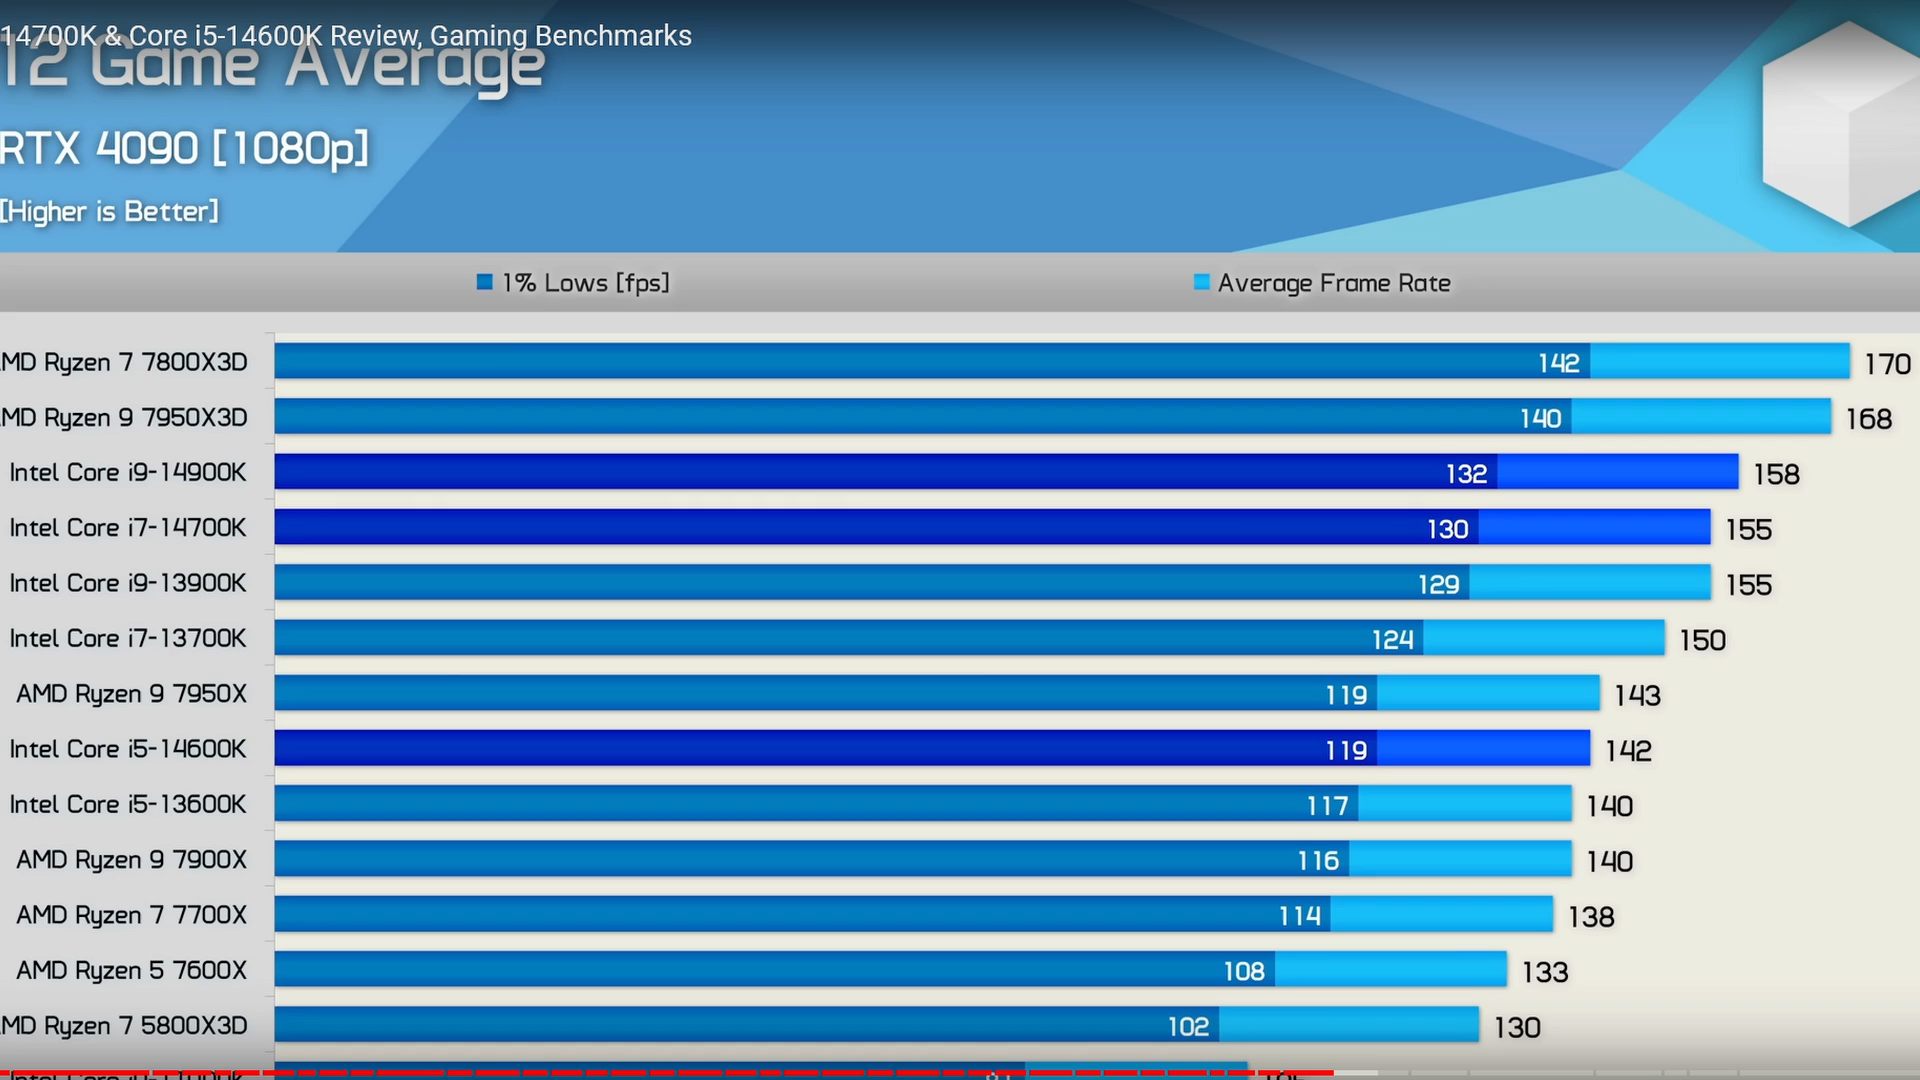 14700K & Core i5-14600K Review, Gaming Benchmarks
12 Game Average
RTX 4090 [1080p]
[Higher is Better]
1% Lows [fps]
Average Frame Rate
MD Ryzen 7 7800X3D 142 170
MD Ryzen 9 7950X3D 140 168
Intel Core i9-14900K 132 158
Intel Core i7-14700K 130 155
Intel Core i9-13900K 129 155
Intel Core i7-13700K 124 150
AMD Ryzen 9 7950X 119 143
Intel Core i5-14600K 119 142
Intel Core i5-13600K 117 140
AMD Ryzen 9 7900X 116 140
AMD Ryzen 7 7700X 114 138
AMD Ryzen 5 7600X 108 133
MD Ryzen 7 5800X3D 102 130
Intel Core